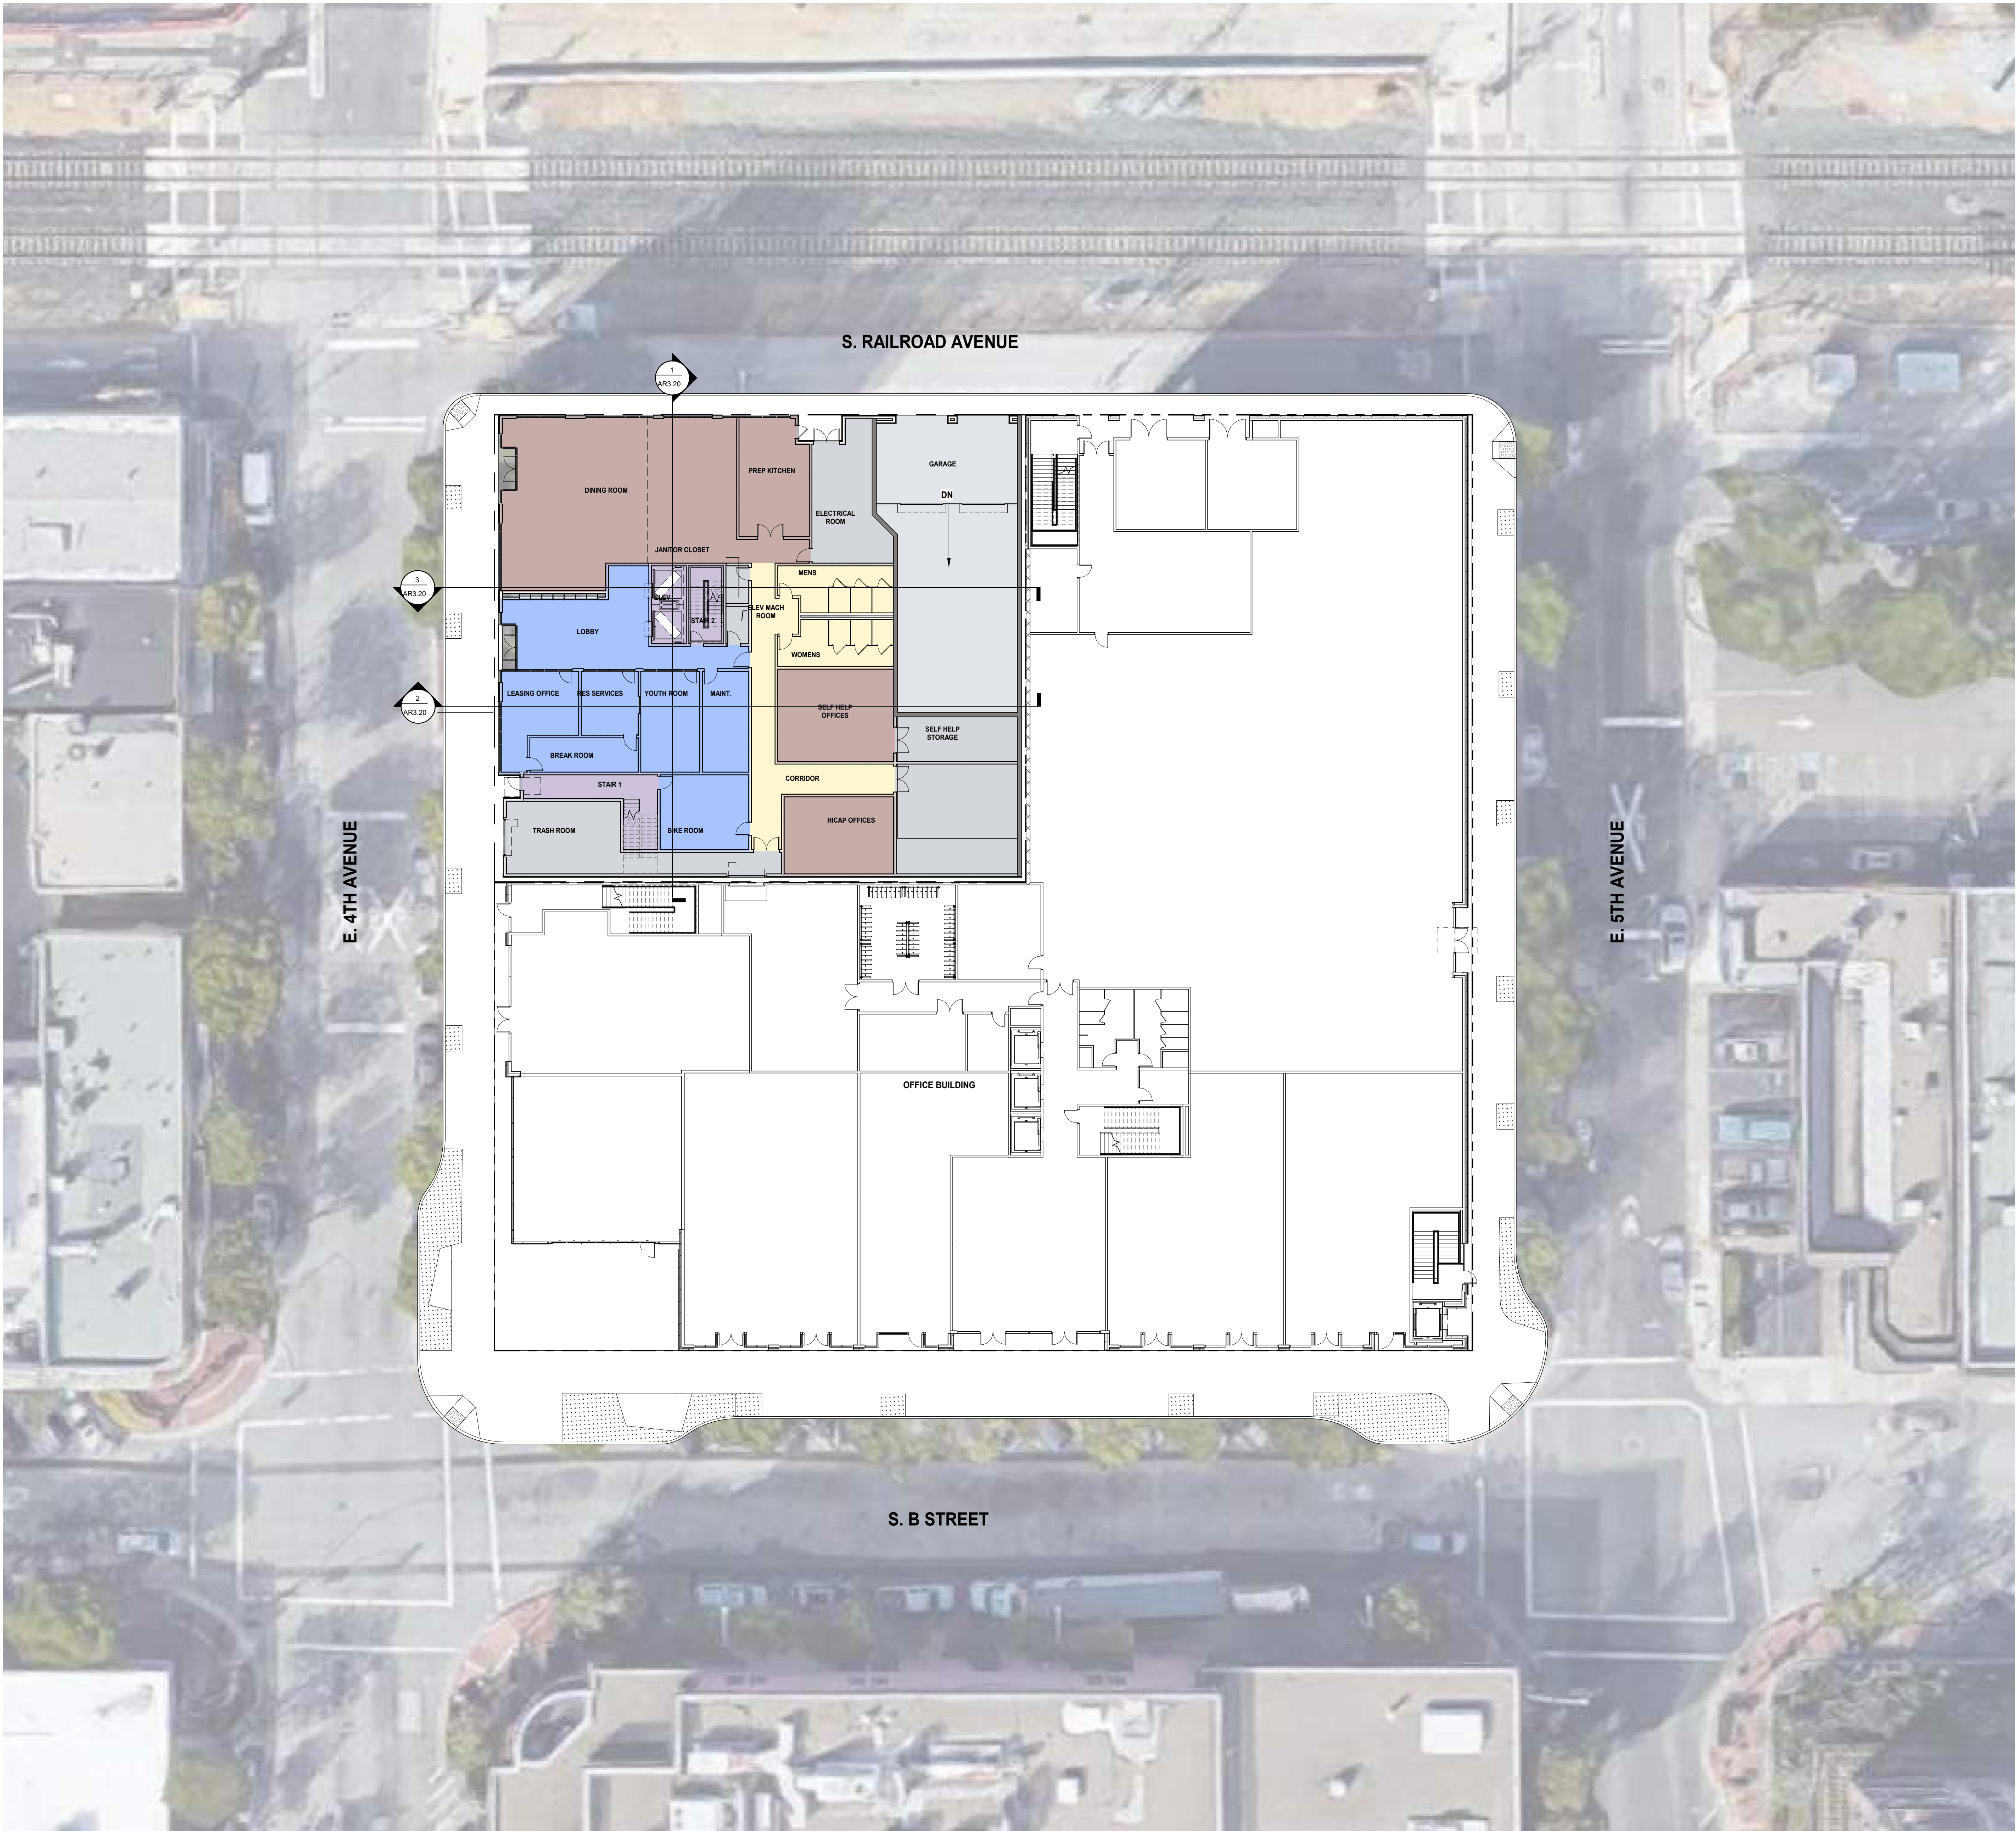 S. RAILROAD AVENUE
1
AR3.20
GARAGE
PREP KITCHEN
DINING ROOM
DN
ELECTRICAL
ROOM
JANITOR CLOSET
MENS
3
AR3.20
ELEV
ELEV MACH
ROOM
STAIR 2
LOBBY
WOMENS
LEASING OFFICE
RES SERVICES
YOUTH ROOM
MAINT.
2
AR3.20
SELF HELP
OFFICES
SELF HELP
STORAGE
BREAK ROOM
CORRIDOR
STAIR 1
HICAP OFFICES
TRASH ROOM
BIKE ROOM
E. 4TH AVENUE
E. 5TH AVENUE
OFFICE BUILDING
S. B STREET